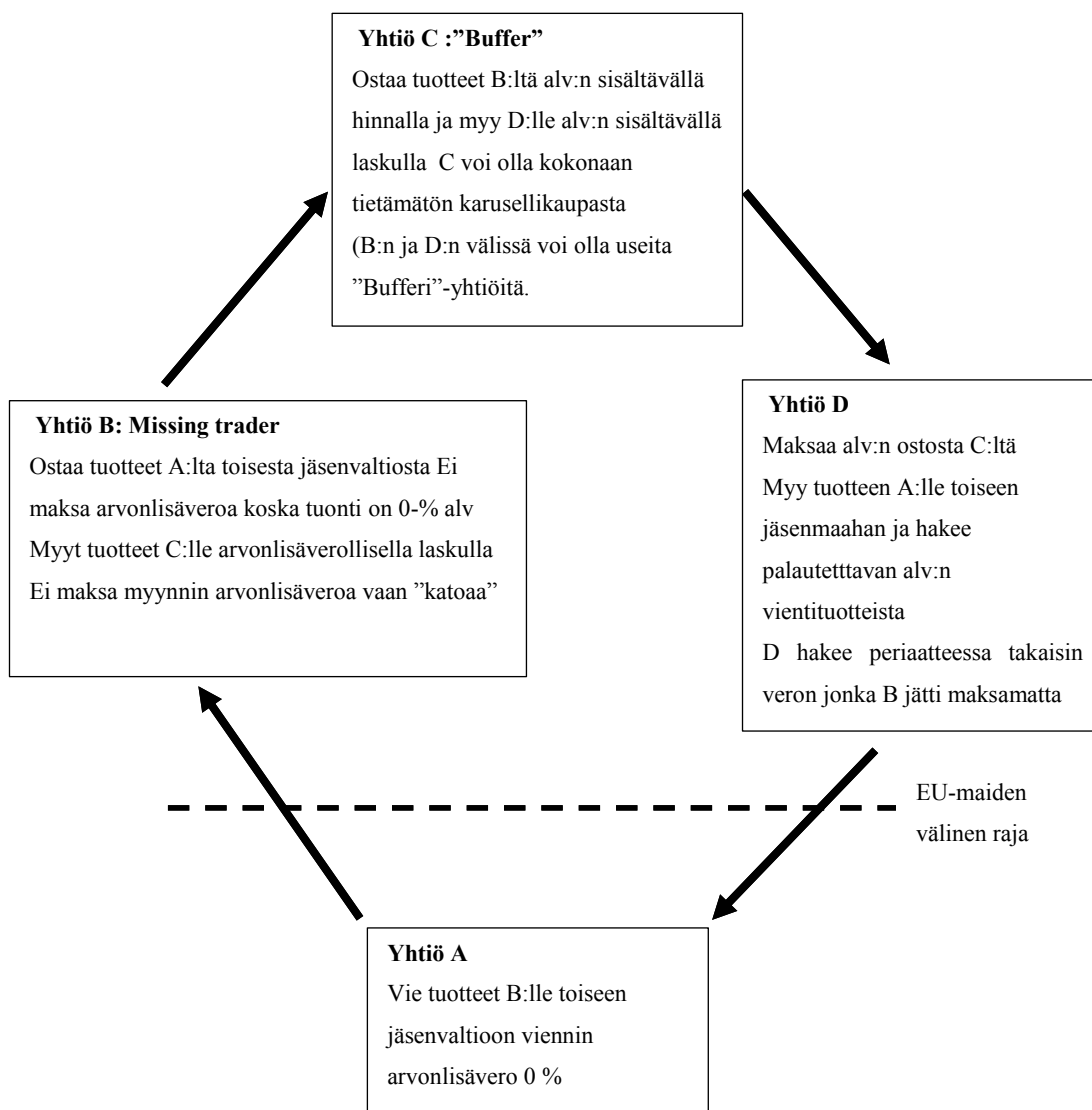 Yhtiö C :”Buffer”
Ostaa tuotteet B:ltä alv:n sisältävällä
hinnalla ja myy D:lle alv:n sisältävällä
laskulla C voi olla kokonaan
tietämätön karusellikaupasta
(B:n ja D:n välissä voi olla useita
”Bufferi”-yhtiöitä.
Yhtiö B: Missing trader
Ostaa tuotteet A:lta toisesta jäsenvaltiosta Ei
maksa arvonlisäveroa koska tuonti on 0-% alv
Myyt tuotteet C:lle arvonlisäverollisella laskulla
Ei maksa myynnin arvonlisäveroa vaan ”katoaa”
Yhtiö D
Maksaa alv:n ostosta C:ltä
Myy tuotteen A:lle toiseen
jäsenmaahan ja hakee
palautetttavan alv:n
vientituotteista
D hakee periaatteessa takaisin
veron jonka B jätti maksamatta
EU-maiden
välinen raja
Yhtiö A
Vie tuotteet B:lle toiseen
jäsenvaltioon viennin
arvonlisävero 0 %